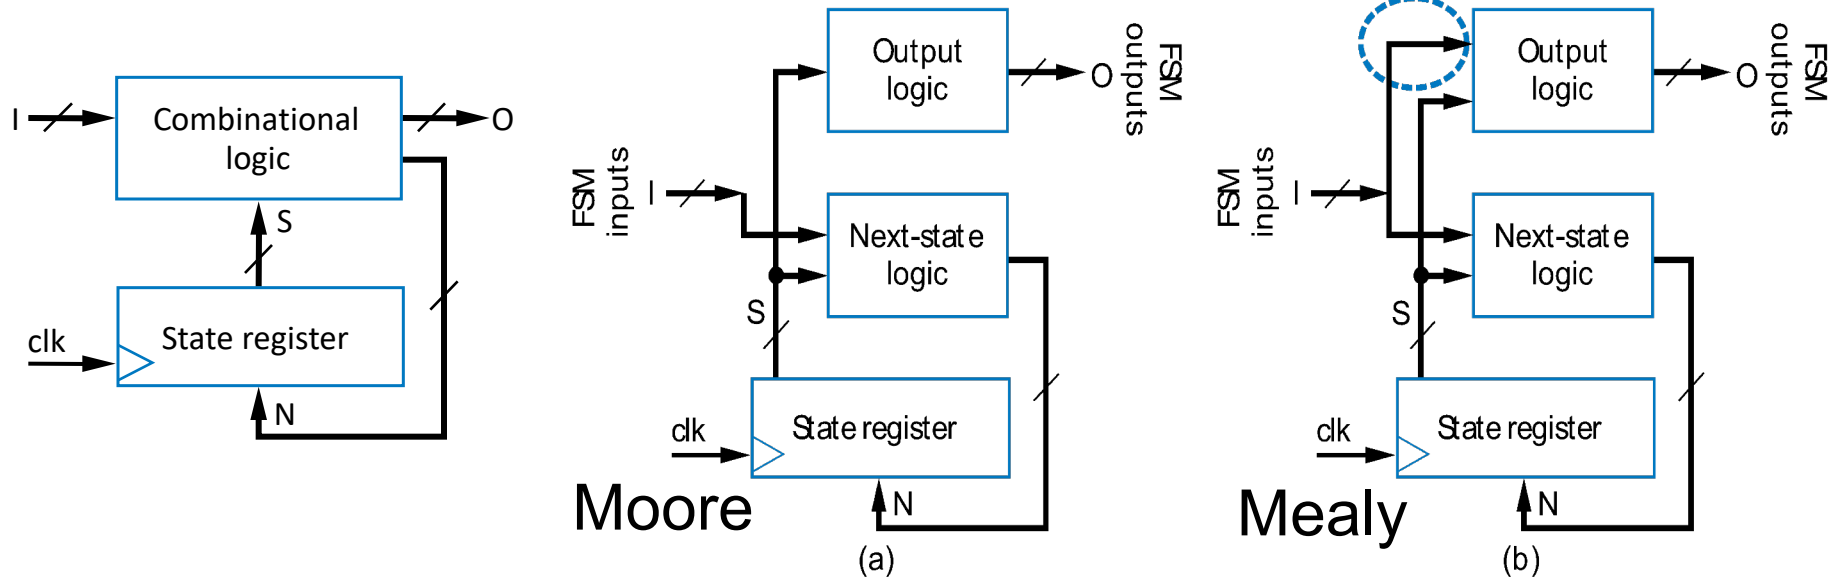 I
Combinational
logic
O
S
clk
State register
N
Output
logic
O
FSM
outputs
FSM
inputs
I
Next-state
logic
S
clk
State register
N
Moore
(a)
Output
logic
O
FSM
outputs
FSM
inputs
I
Next-state
logic
S
clk
State register
N
Mealy
(b)